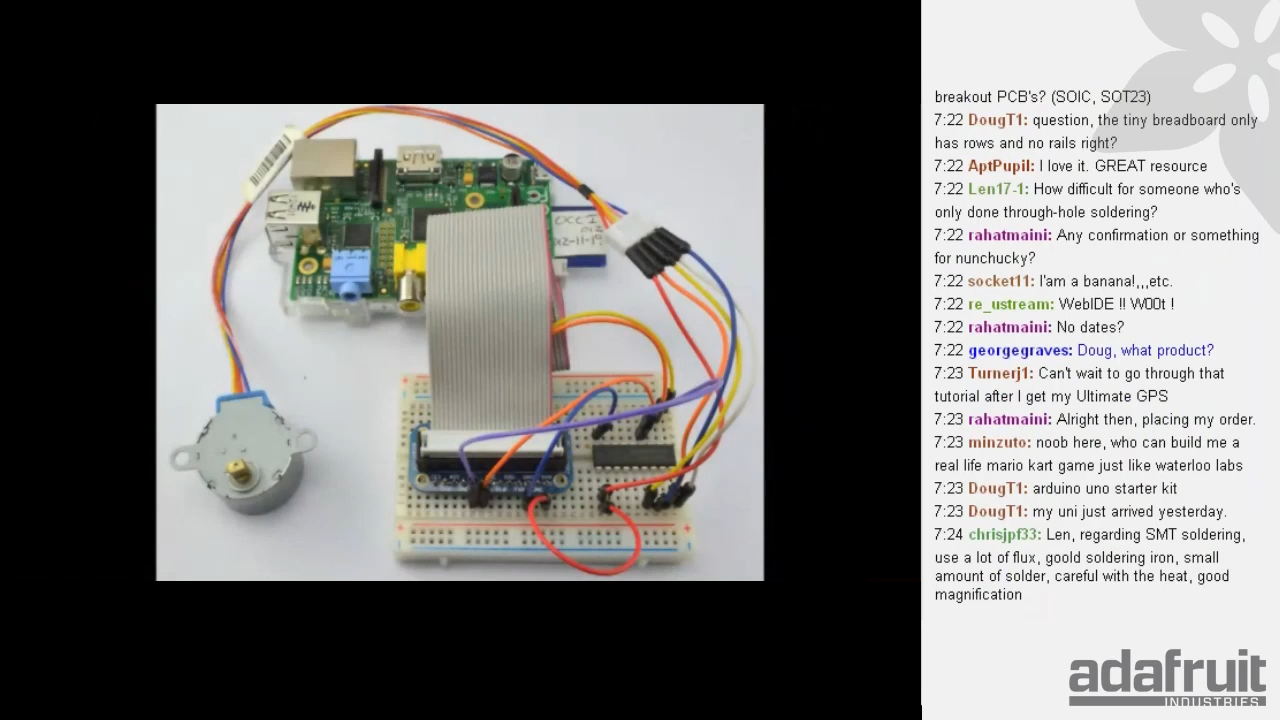 breakout PCB's? (SOIC, SOT23)
7:22 DougT1: question, the tiny breadboard only
has rows and no rails right?
7:22 AptPupil: I love it. GREAT resource
7:22 Len17-1: How difficult for someone who's
only done through-hole soldering?
7:22 rahatmaini: Any confirmation or something
for nunchucky?
7:22 socket11: I'am a banana!,,,etc.
7:22 re_ustream: WebIDE !! W00t !
7:22 rahatmaini: No dates?
7:22 georgegraves: Doug, what product?
7:23 Turnerj1: Can't wait to go through that
tutorial after I get my Ultimate GPS
7:23 rahatmaini: Alright then, placing my order.
7:23 minzuto: noob here, who can build me a
real life mario kart game just like waterloo labs
7:23 DougT1: arduino uno starter kit
7:23 DougT1: my uni just arrived yesterday.
7:24 chrisjpf33: Len, regarding SMT soldering,
use a lot of flux, goold soldering iron, small
amount of solder, careful with the heat, good
magnification
adafruit
INDUSTRIES